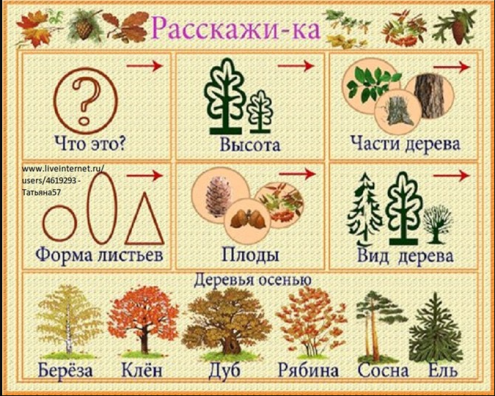 Расскажи-ка
Что это?
Высота
Части дерева
www.liveinternet.ru/
users/4619293 -
Татьяна57
Форма листьев
Плоды
Вид дерева
Деревья осенью
Берёза
Клён
Дуб
Рябина
Сосна
Ель